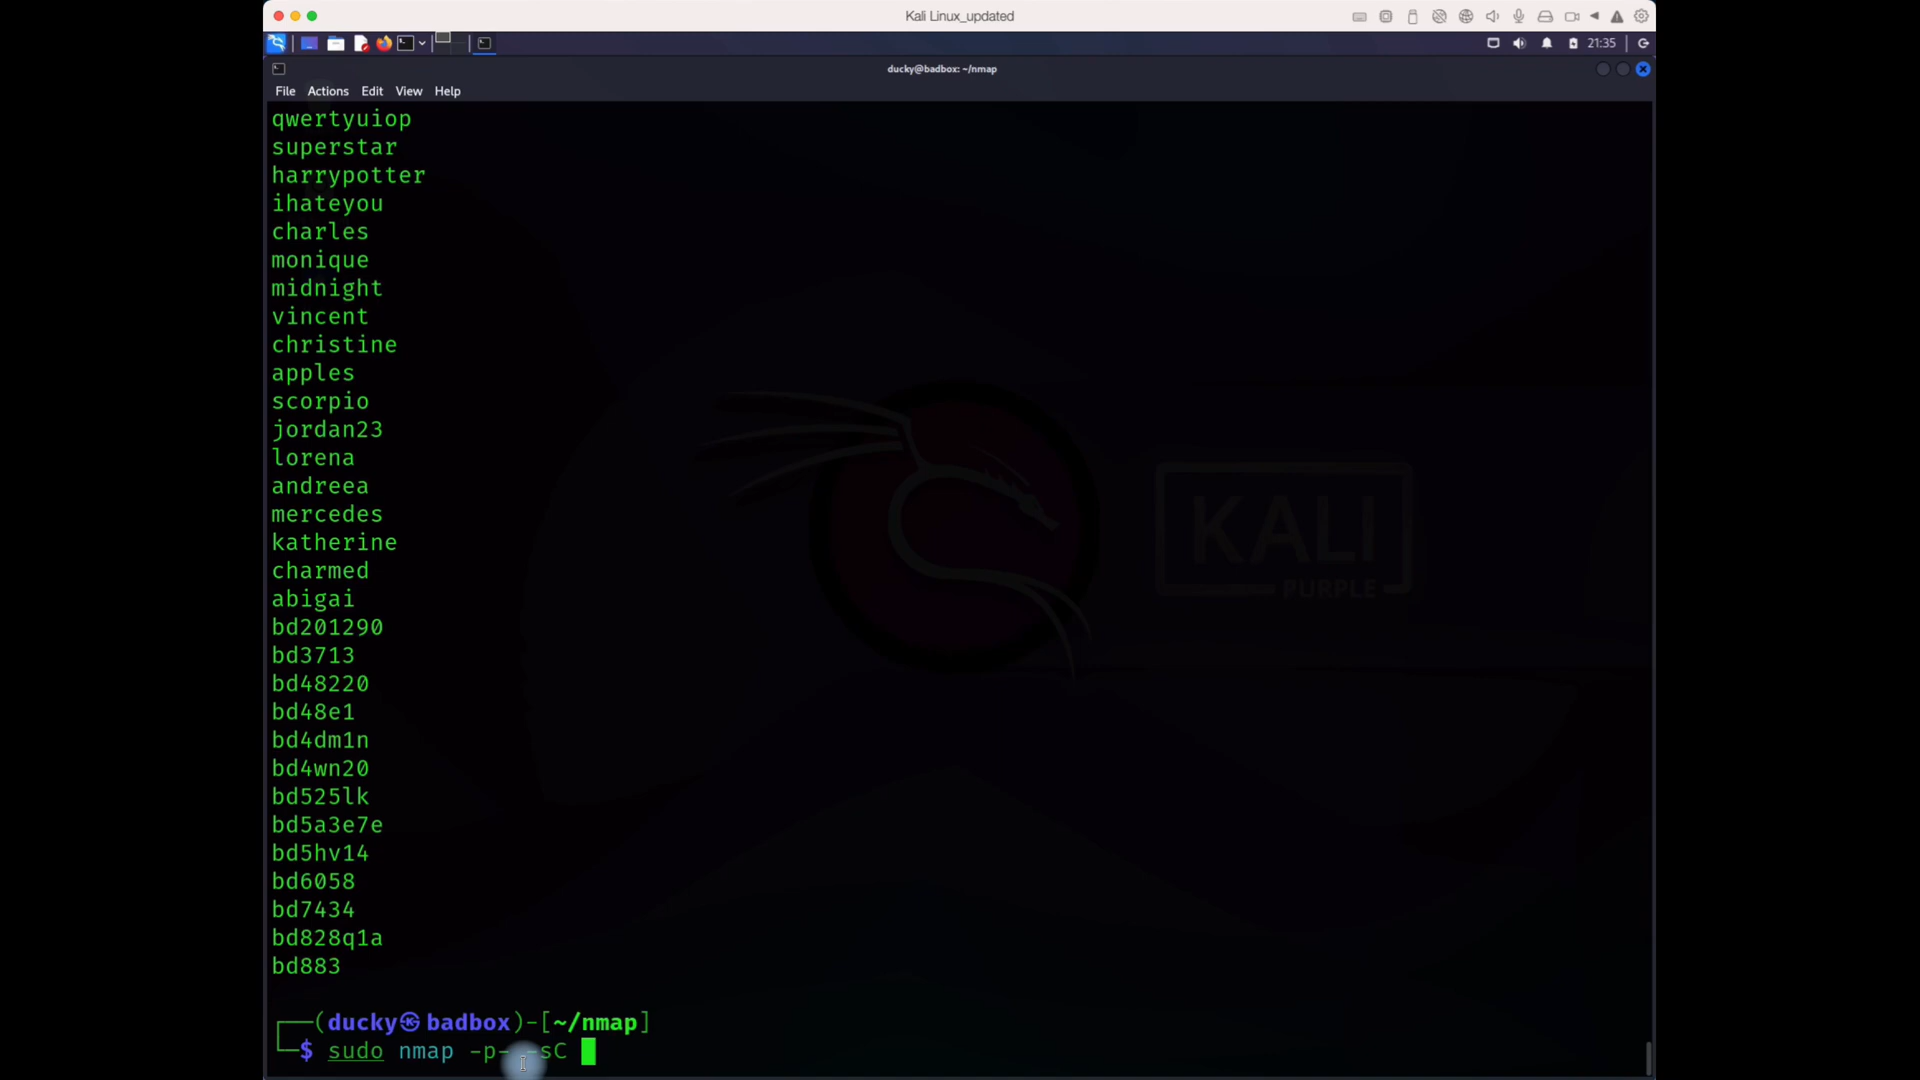 Kali Linux_updated
21:35
ducky@badbox: ~/nmap
File Actions Edit View Help
qwertyuiop
superstar
harrypotter
ihateyou
charles
monique
midnight
vincent
christine
apples
scorpio
jordan23
lorena
andreea
mercedes
katherine
charmed
abigai
bd201290
bd3713
bd48220
bd48e1
bd4dm1n
bd4wn20
bd525lk
bd5a3e7e
bd5hv14
bd6058
bd7434
bd828q1a
bd883
KALI
PURPLE
┌──(ducky㉿badbox)-[~/nmap]
└─$ sudo nmap -p- -sC